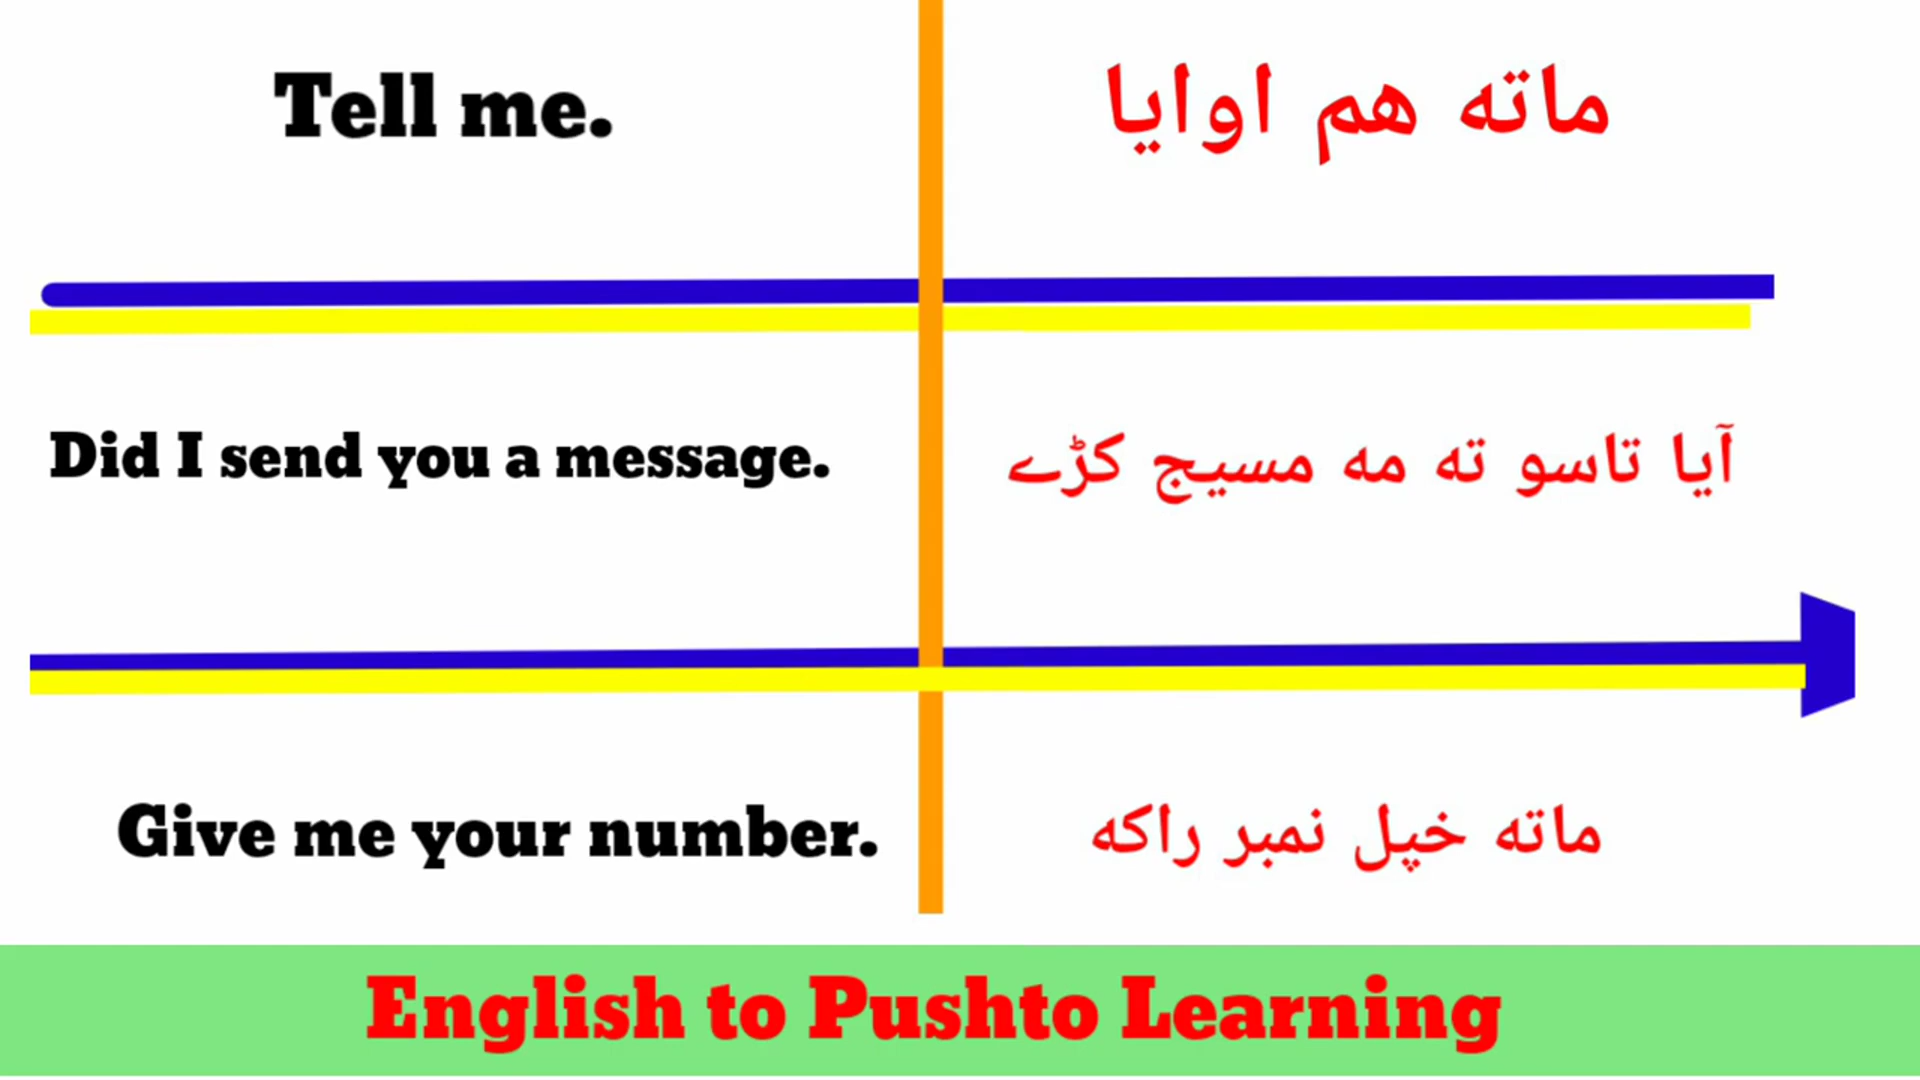 Tell me.
ماته هم اوایا
Did I send you a message.
آیا تاسو ته مه مسیج کڑے
Give me your number.
ماته خپل نمبر راکه
English to Pushto Learning